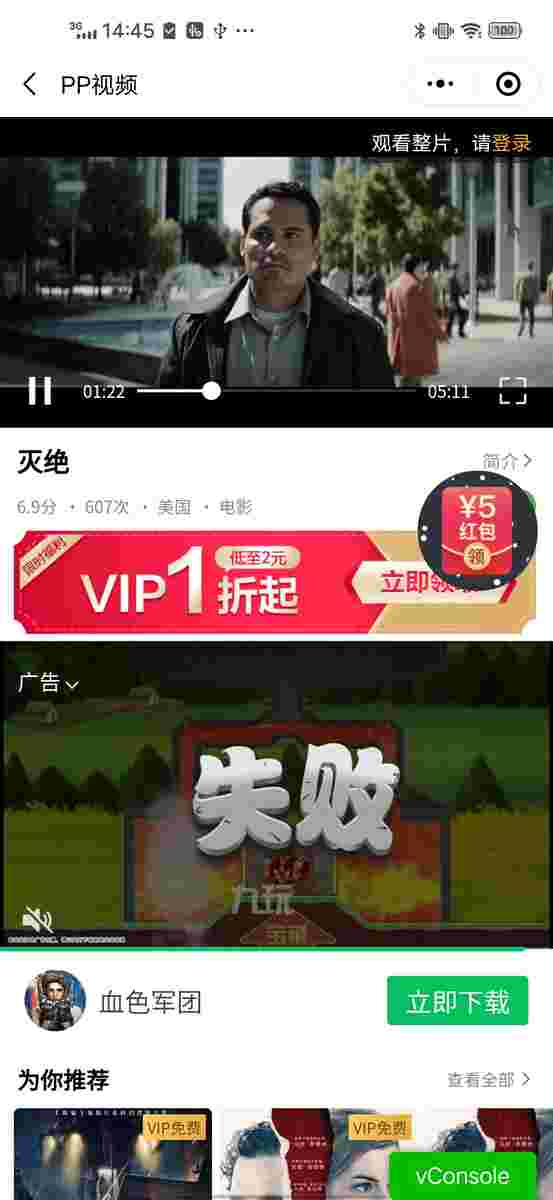 3G 14:45 100
PP视频
观看整片，请登录
01:22 05:11
灭绝 简介
6.9分 · 607次 · 美国 · 电影
¥5
红包
领
限时福利
VIP1折起
低至2元
立即领
广告
失败
九玩
血色军团 立即下载
为你推荐 查看全部
VIP免费 VIP免费
vConsole